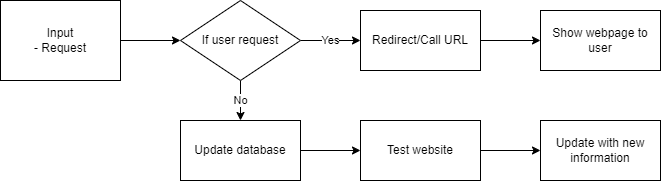 Input
- Request
If user request
Yes
Redirect/Call URL
Show webpage to
user
No
Update database
Test website
Update with new
information